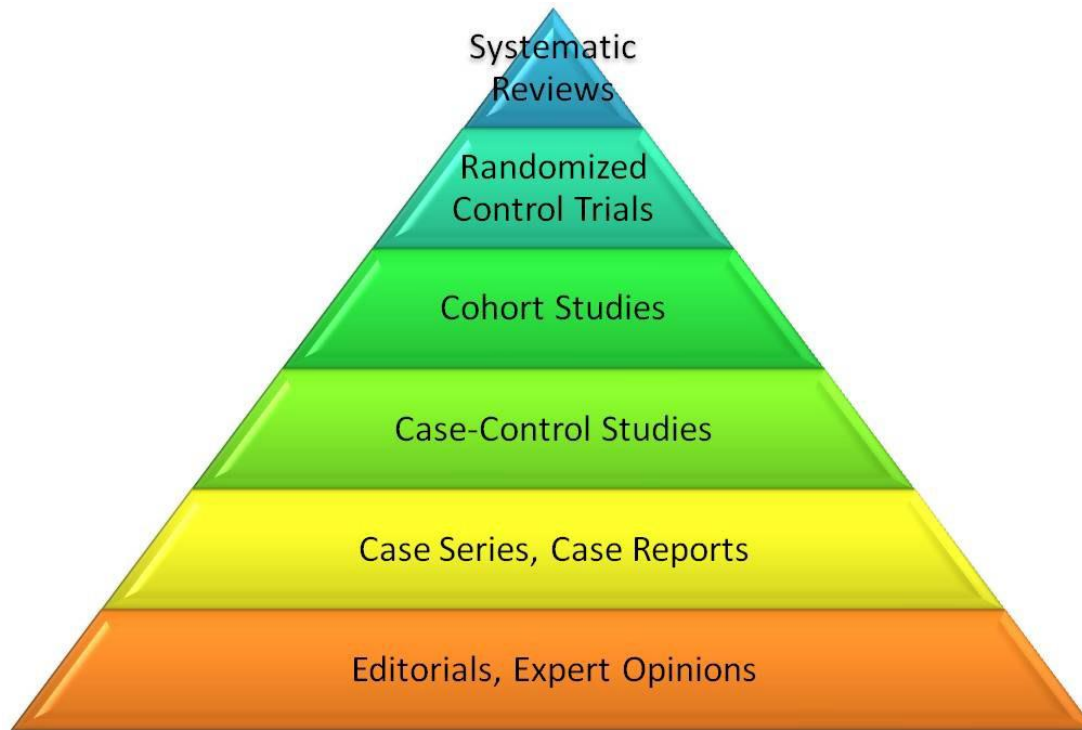 Systematic
Reviews
Randomized
Control Trials
Cohort Studies
Case-Control Studies
Case Series, Case Reports
Editorials, Expert Opinions